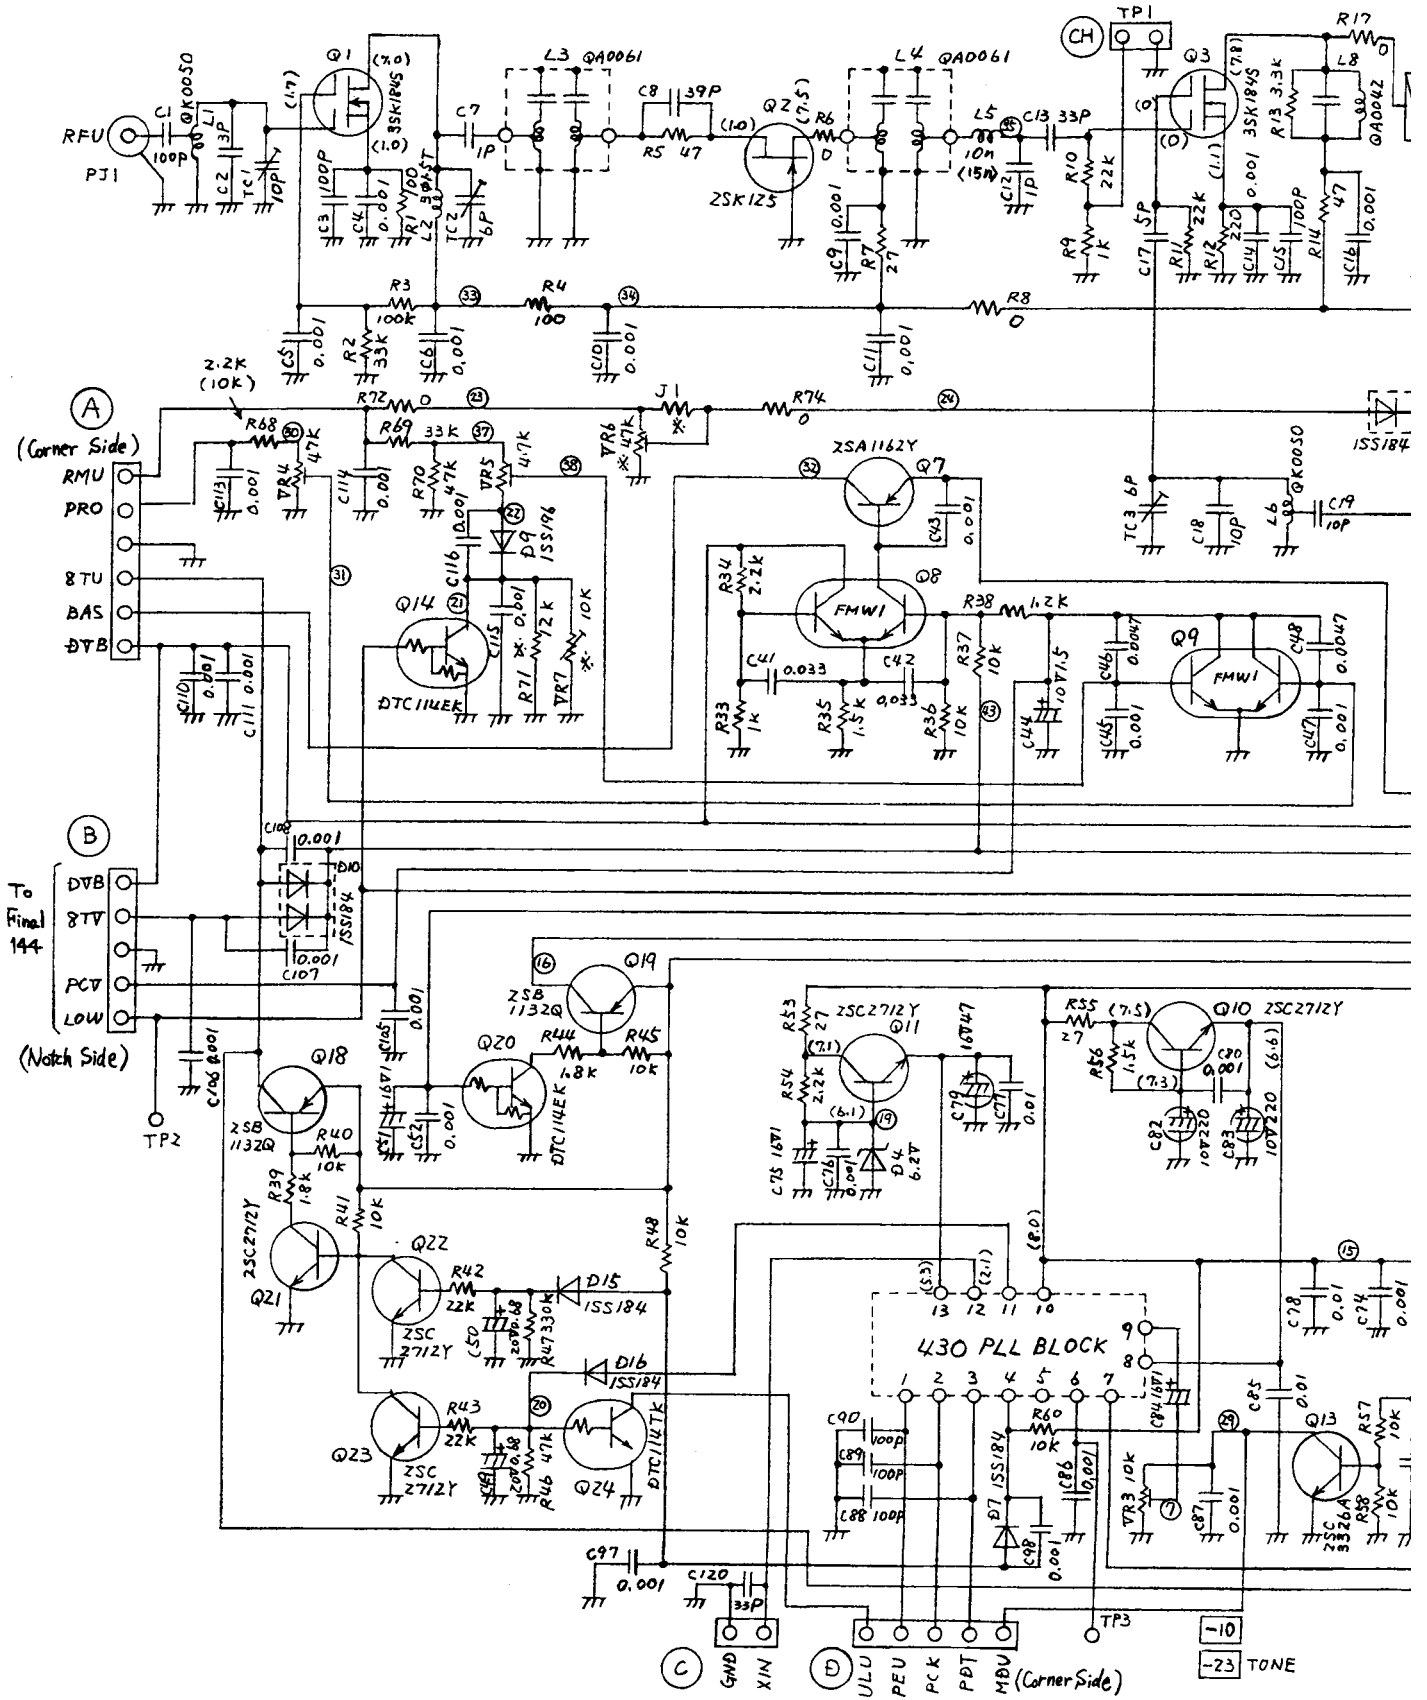 RFU
PJ1
C1
100P
QK0050
L1
3P
C2
TC1
10P
Q1
(1.7)
(7.0)
3SK184S
(1.0)
C3
100P
C4
0.001
R1
100
L2
TC2
6P
C7
1P
L3
QA0061
C8
39P
R5
47
Q2
(1.0)
(7.5)
2SK125
R6
0
L4
QA0061
C9
0.001
R7
27
L5
10n
(15n)
C12
1P
C13
33P
R10
22K
R9
1K
CH
TP1
Q3
(0)
(0)
(7.8)
3SK184S
(1.1)
C17
5P
R11
22K
R12
220
C14
0.001
C15
100P
R13
3.3K
L8
QA0042
R17
0
R14
47
C16
0.001
C5
0.001
R2
33K
R3
100K
C6
0.001
33
R4
100
C10
0.001
34
C11
0.001
R8
0
A
(Corner Side)
RMU
PRO
8TU
BAS
DVB
2.2K
(10K)
R68
30
C113
0.001
VR4
47K
31
R72
0
23
R69
33K
37
C114
0.001
R70
47K
VR5
4.7K
38
22
D9
1SS196
C116
0.001
Q14
21
DTC114EK
C115
0.001
R71
※ 12K
VR7
※ 10K
J1
※
VR6
※ 47K
R74
0
24
1SS184
32
2SA1162Y
Q7
C43
0.001
R34
2.2K
FMW1
Q8
C41
0.033
C42
0.033
R33
1K
R35
1.5K
R36
10K
R37
10K
R38
1.2K
43
C44
10V1.5
C46
0.0047
C45
0.001
Q9
FMW1
C48
0.0047
C47
0.001
TC3
6P
C18
10P
L6
QK0050
C19
10P
C110
0.001
C111
0.001
B
To
Final
144
DVB
8TV
PCV
LOW
(Notch Side)
TP2
C108
0.001
D10
1SS184
C107
0.001
C106
0.001
C105
0.001
Q18
2SB
1132Q
R40
10K
R39
1.8K
R41
10K
2SC2712Y
Q21
Q22
2SC
2712Y
R42
22K
C50
20V0.68
R47
330K
D15
1SS184
D16
1SS184
Q23
2SC
2712Y
R43
22K
C49
20V0.68
R46
47K
20
Q24
DTC114TK
C51
16V1
C52
0.001
Q20
DTC114EK
16
2SB
1132Q
Q19
R44
1.8K
R45
10K
R48
10K
R53
27
2SC2712Y
Q11
(7.1)
R54
2.2K
(6.1)
19
C75
16V1
C76
0.001
D4
6.2V
C79
16V47
C77
0.01
R55
27
(7.5)
R56
1.5K
(7.3)
Q10
2SC2712Y
C80
0.001
(6.6)
C82
10V220
C83
10V220
(5.3)
(2.1)
(8.0)
13
12
11
10
430 PLL BLOCK
9
8
1
2
3
4
5
6
7
15
C78
0.01
C74
0.001
C84
16V1
C85
0.01
C90
100P
C89
100P
C88
100P
R60
10K
D7
1SS184
C98
0.001
C86
0.001
VR3
10K
7
29
C87
0.001
Q13
2SC
3326A
R57
10K
R58
10K
C97
0.001
C120
33P
C
GND
XIN
D
ULU
PEU
PCK
PDT
MDU
(Corner Side)
TP3
-10
-23
TONE